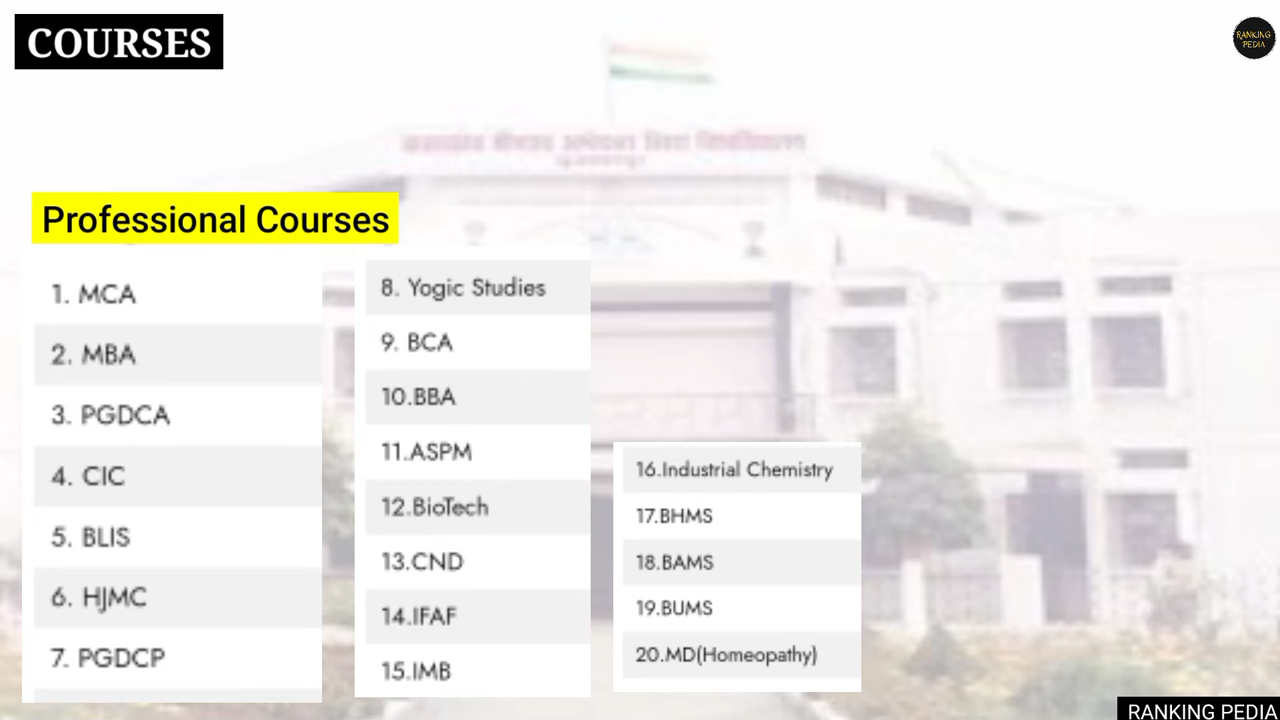 COURSES
RANKING
PEDIA
Professional Courses
1. MCA
2. MBA
3. PGDCA
4. CIC
5. BLIS
6. HJMC
7. PGDCP
8. Yogic Studies
9. BCA
10.BBA
11.ASPM
12.BioTech
13.CND
14.IFAF
15.IMB
16.Industrial Chemistry
17.BHMS
18.BAMS
19.BUMS
20.MD(Homeopathy)
RANKING PEDIA